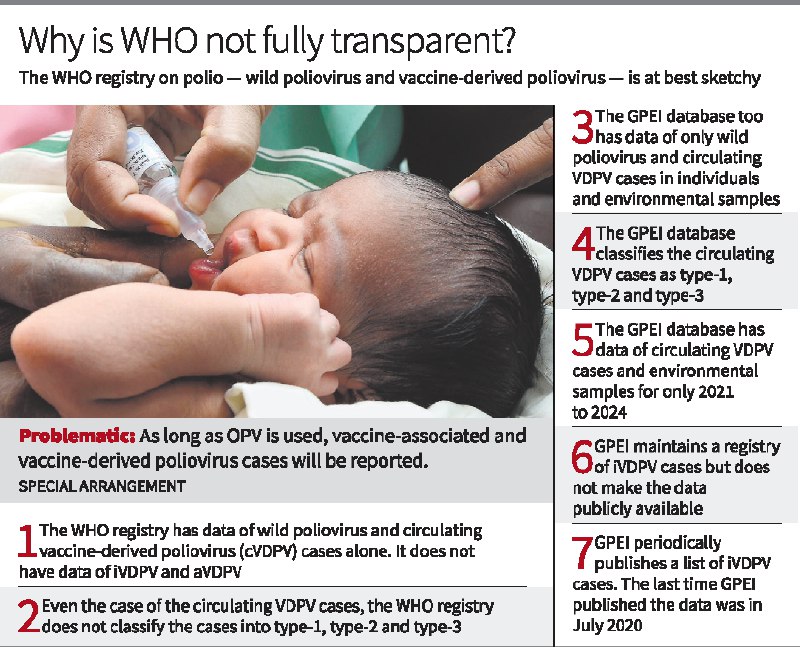 Why is WHO not fully transparent?
The WHO registry on polio — wild poliovirus and vaccine-derived poliovirus — is at best sketchy
Problematic: As long as OPV is used, vaccine-associated and
vaccine-derived poliovirus cases will be reported.
SPECIAL ARRANGEMENT
1 The WHO registry has data of wild poliovirus and circulating
vaccine-derived poliovirus (cVDPV) cases alone. It does not
have data of iVDPV and aVDPV
2 Even the case of the circulating VDPV cases, the WHO registry
does not classify the cases into type-1, type-2 and type-3
3 The GPEI database too
has data of only wild
poliovirus and circulating
VDPV cases in individuals
and environmental samples
4 The GPEI database
classifies the circulating
VDPV cases as type-1,
type-2 and type-3
5 The GPEI database has
data of circulating VDPV
cases and environmental
samples for only 2021
to 2024
6 GPEI maintains a registry
of iVDPV cases but does
not make the data
publicly available
7 GPEI periodically
publishes a list of iVDPV
cases. The last time GPEI
published the data was in
July 2020